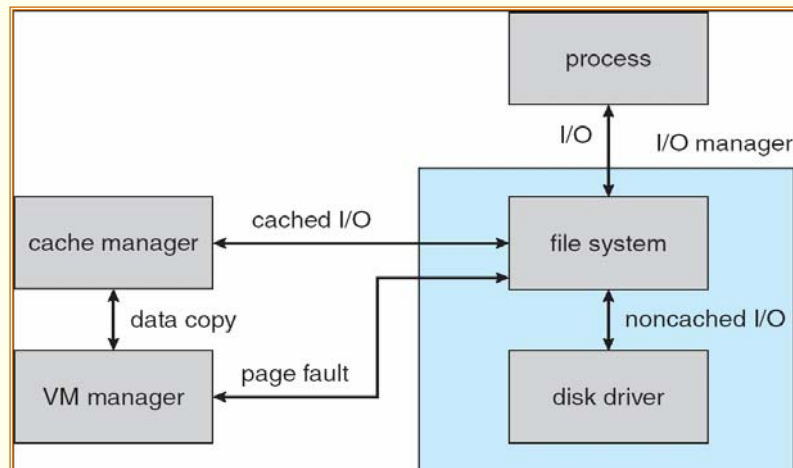 process
I/O
I/O manager
cache manager
cached I/O
file system
data copy
noncached I/O
VM manager
page fault
disk driver